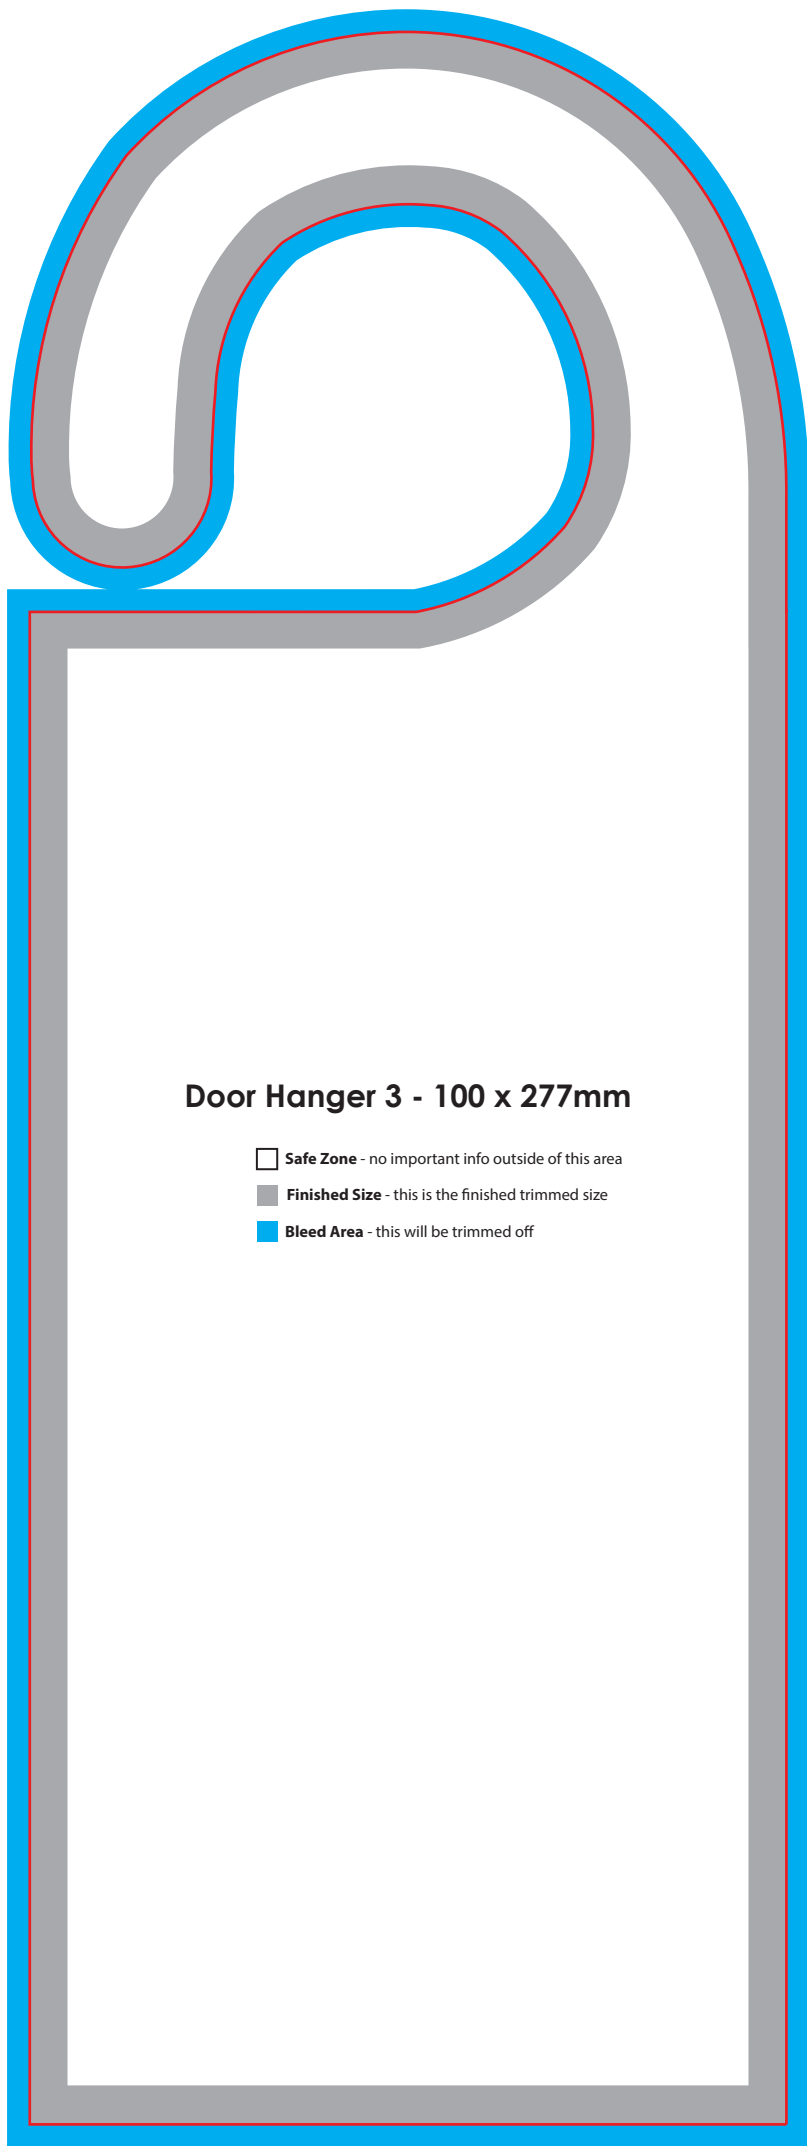 Door Hanger 3 - 100 x 277mm
Safe Zone - no important info outside of this area
Finished Size - this is the finished trimmed size
Bleed Area - this will be trimmed off